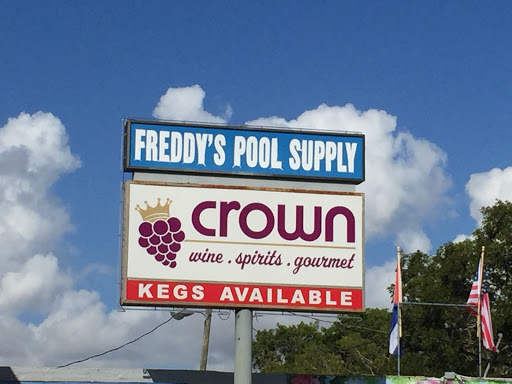 FREDDY'S POOL SUPPLY
crown
wine . spirits . gourmet
KEGS AVAILABLE